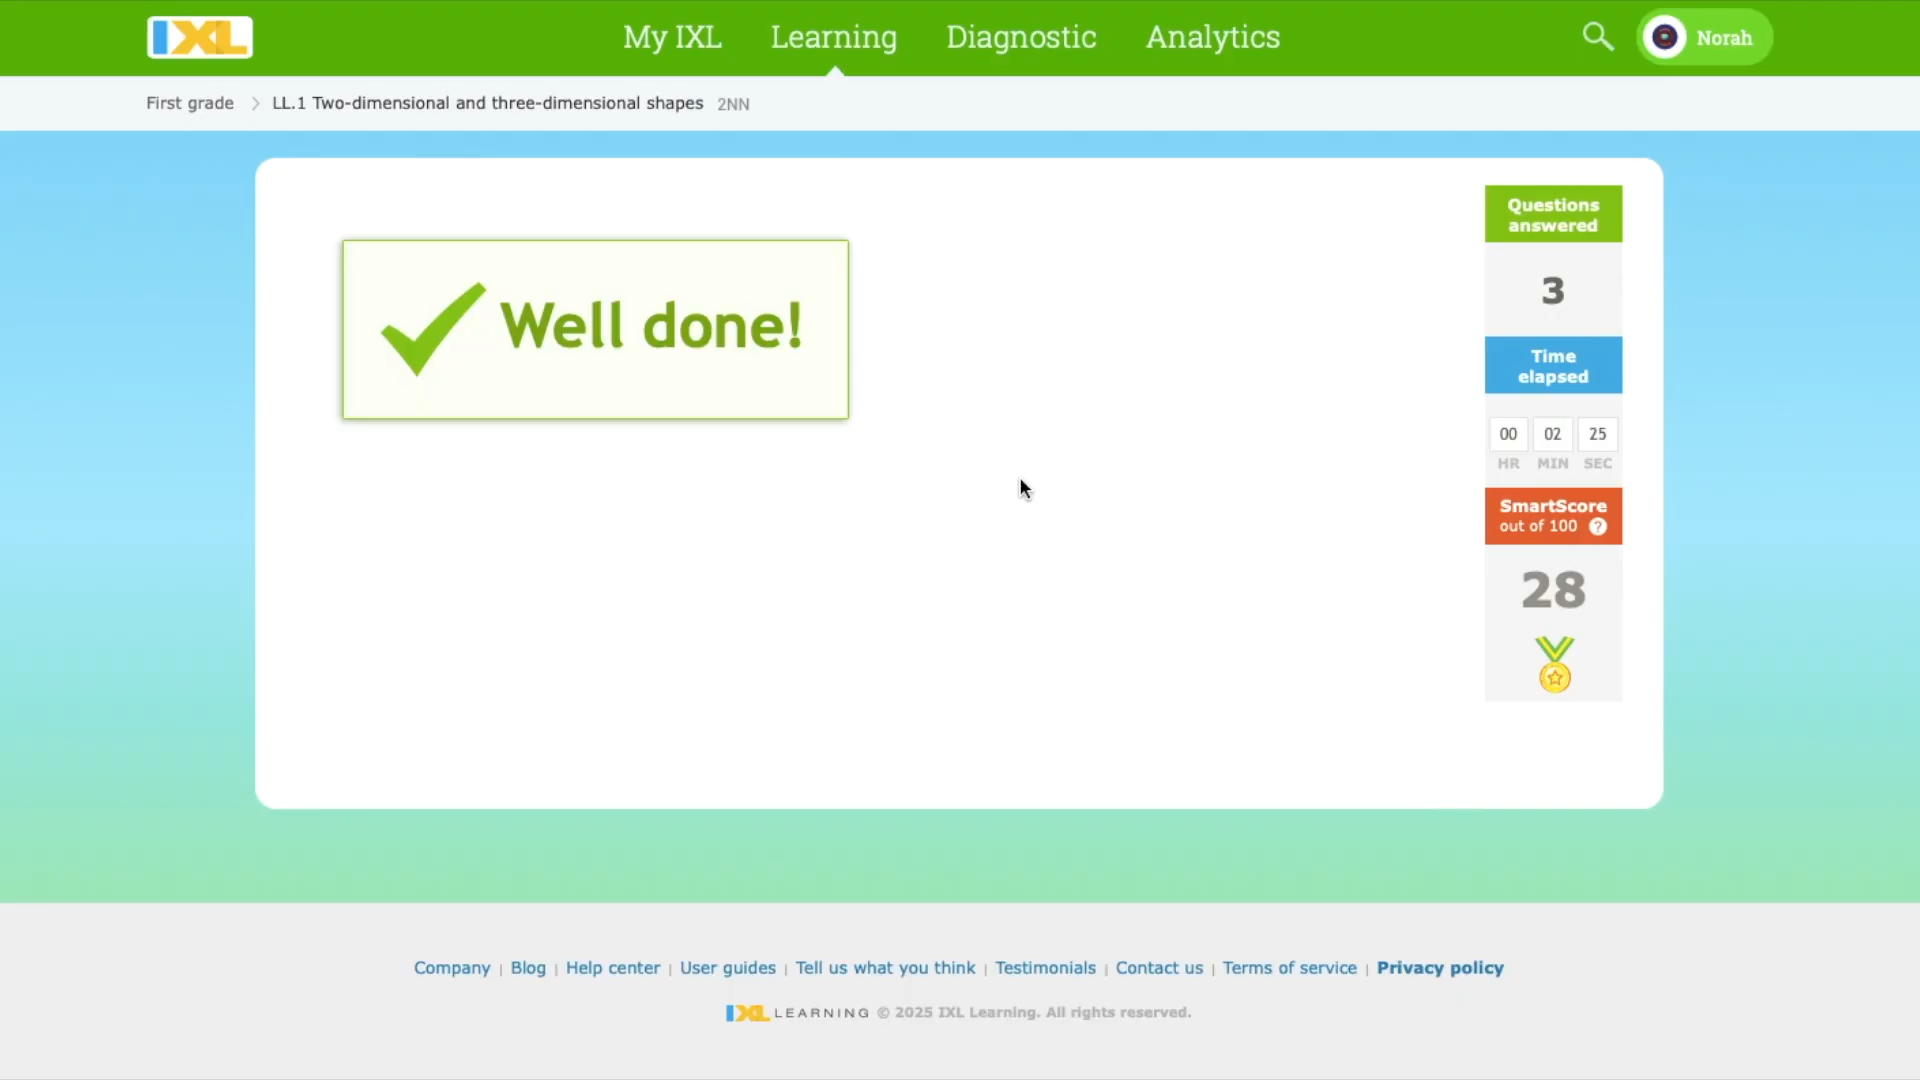 IXL
My IXL
Learning
Diagnostic
Analytics
Norah
First grade
LL.1 Two-dimensional and three-dimensional shapes 2NN
Questions
answered
Well done!
3
Time
elapsed
00 02 25
HR MIN SEC
SmartScore
out of 100 ?
28
Company | Blog | Help center | User guides | Tell us what you think | Testimonials | Contact us | Terms of service | Privacy policy
IXL LEARNING © 2025 IXL Learning. All rights reserved.